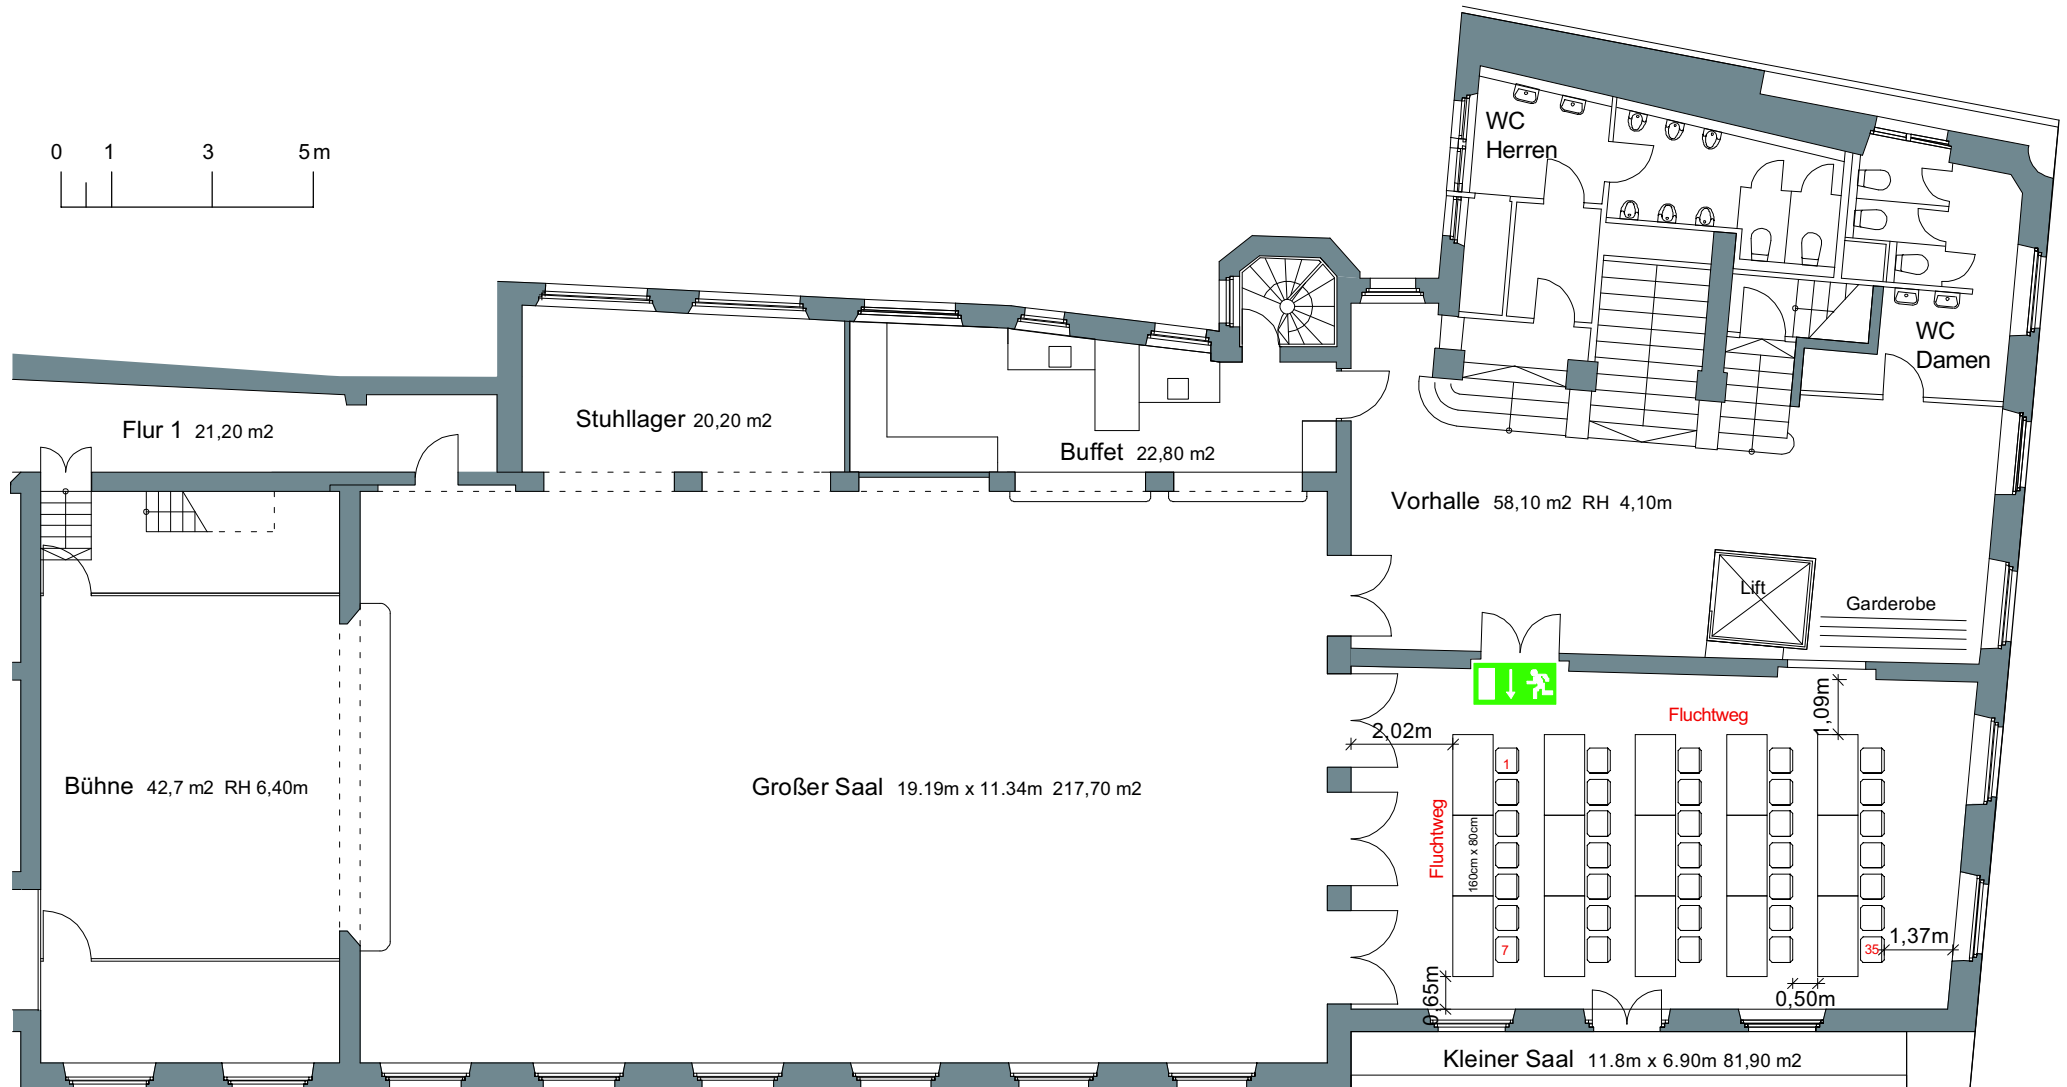 0 1 3 5 m
WC
Herren
WC
Damen
Flur 1 21,20 m2
Stuhllager 20,20 m2
Buffet 22,80 m2
Vorhalle 58,10 m2 RH 4,10m
Lift
Garderobe
Bühne 42,7 m2 RH 6,40m
Großer Saal 19.19m x 11.34m 217,70 m2
Fluchtweg
1,09m
2,02m
1
Fluchtweg
160cm x 80cm
7
35
1,37m
0,65m
0,50m
Kleiner Saal 11.8m x 6.90m 81,90 m2